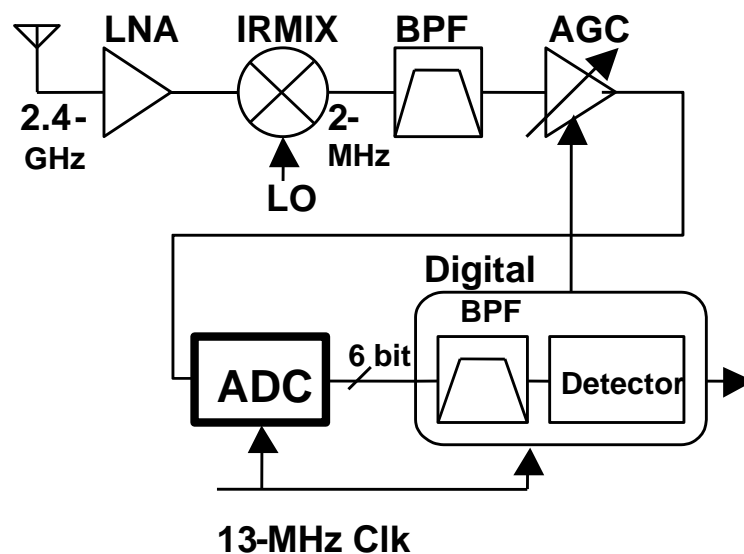 LNA
IRMIX
BPF
AGC
2.4-
GHz
2-
MHz
LO
Digital
BPF
6 bit
ADC
Detector
13-MHz Clk